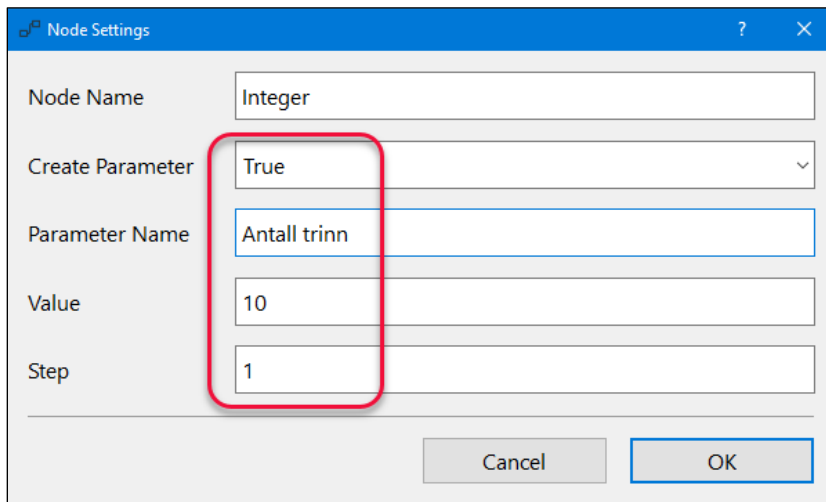 Node Settings ?
Node Name Integer
Create Parameter True
Parameter Name Antall trinn
Value 10
Step 1
Cancel OK